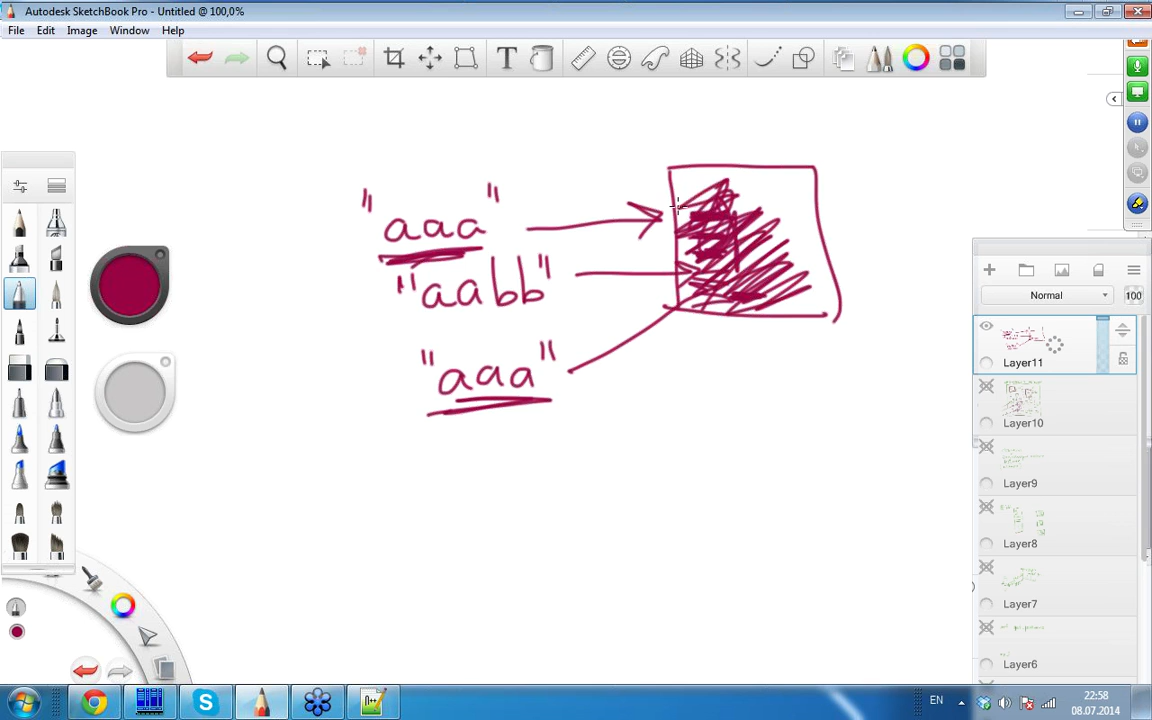 Autodesk SketchBook Pro - Untitled @ 100,0%
File Edit Image Window Help
T
"aaa"
"aabb"
"aaa"
Normal
100
Layer11
Layer10
Layer9
Layer8
Layer7
Layer6
EN
22:58
08.07.2014